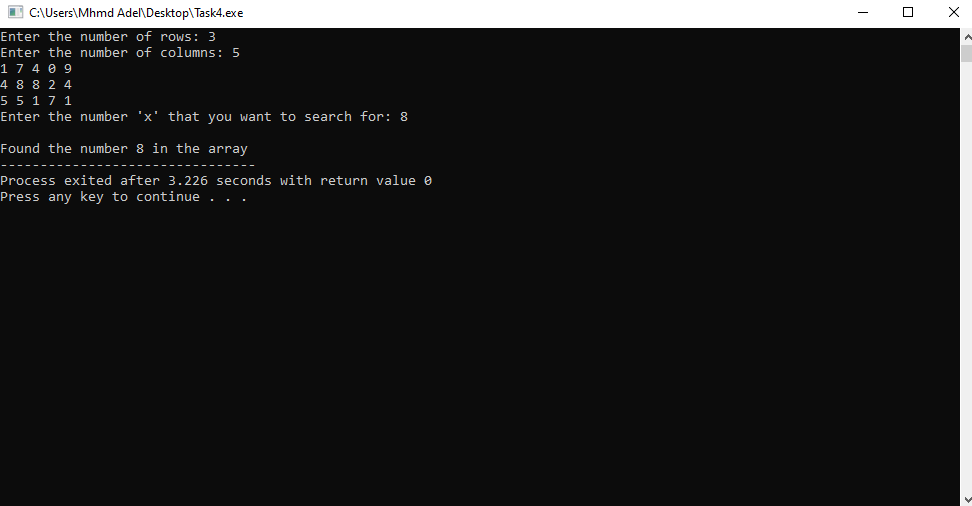 C:\Users\Mhmd Adel\Desktop\Task4.exe
Enter the number of rows: 3
Enter the number of columns: 5
1 7 4 0 9
4 8 8 2 4
5 5 1 7 1
Enter the number 'x' that you want to search for: 8
Found the number 8 in the array
--------------------------------
Process exited after 3.226 seconds with return value 0
Press any key to continue . . .